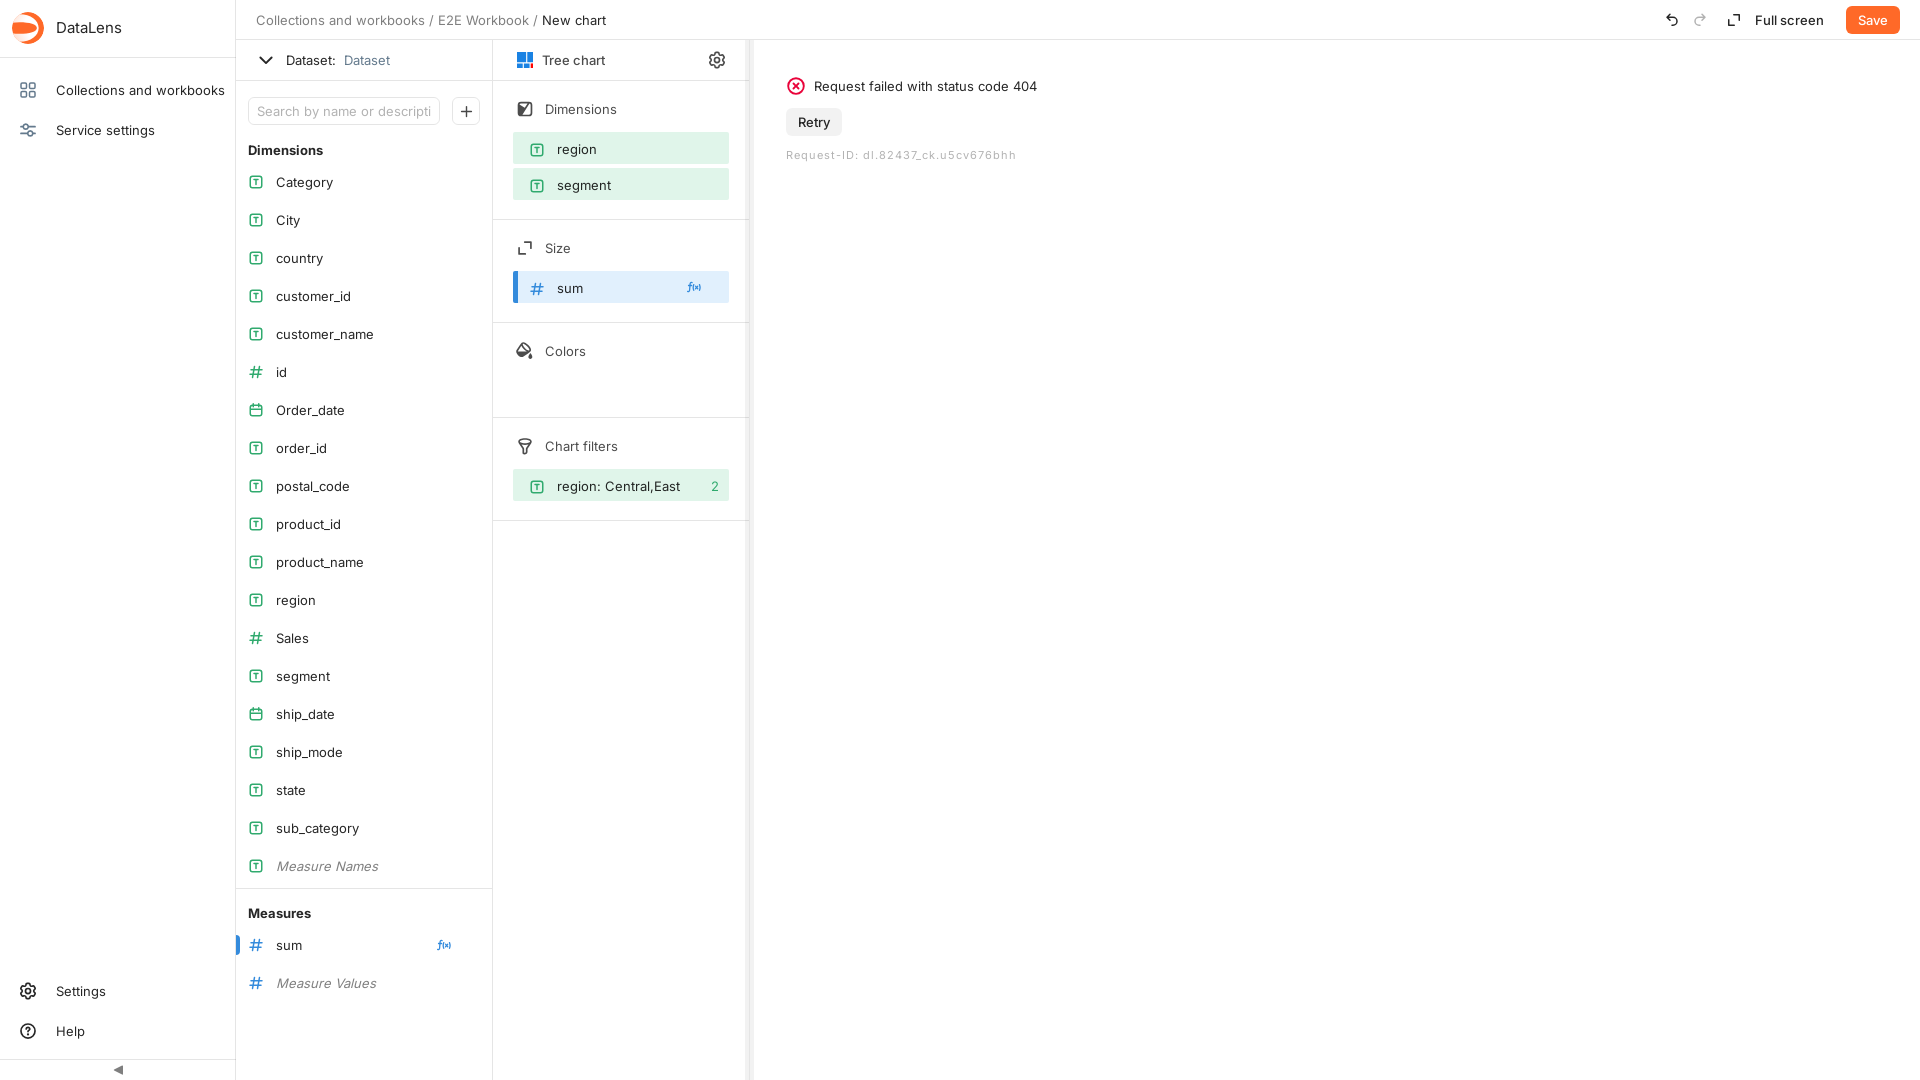 DataLens
Collections and workbooks
Service settings
Settings
Help
Collections and workbooks / E2E Workbook / New chart
Full screen
Save
Dataset: Dataset
Search by name or descripti
Dimensions
Category
City
country
customer_id
customer_name
id
Order_date
order_id
postal_code
product_id
product_name
region
Sales
segment
ship_date
ship_mode
state
sub_category
Measure Names
Measures
sum
Measure Values
Tree chart
Dimensions
region
segment
Size
sum
Colors
Chart filters
region: Central,East 2
Request failed with status code 404
Retry
Request-ID: dl.82437_ck.u5cv676bhh